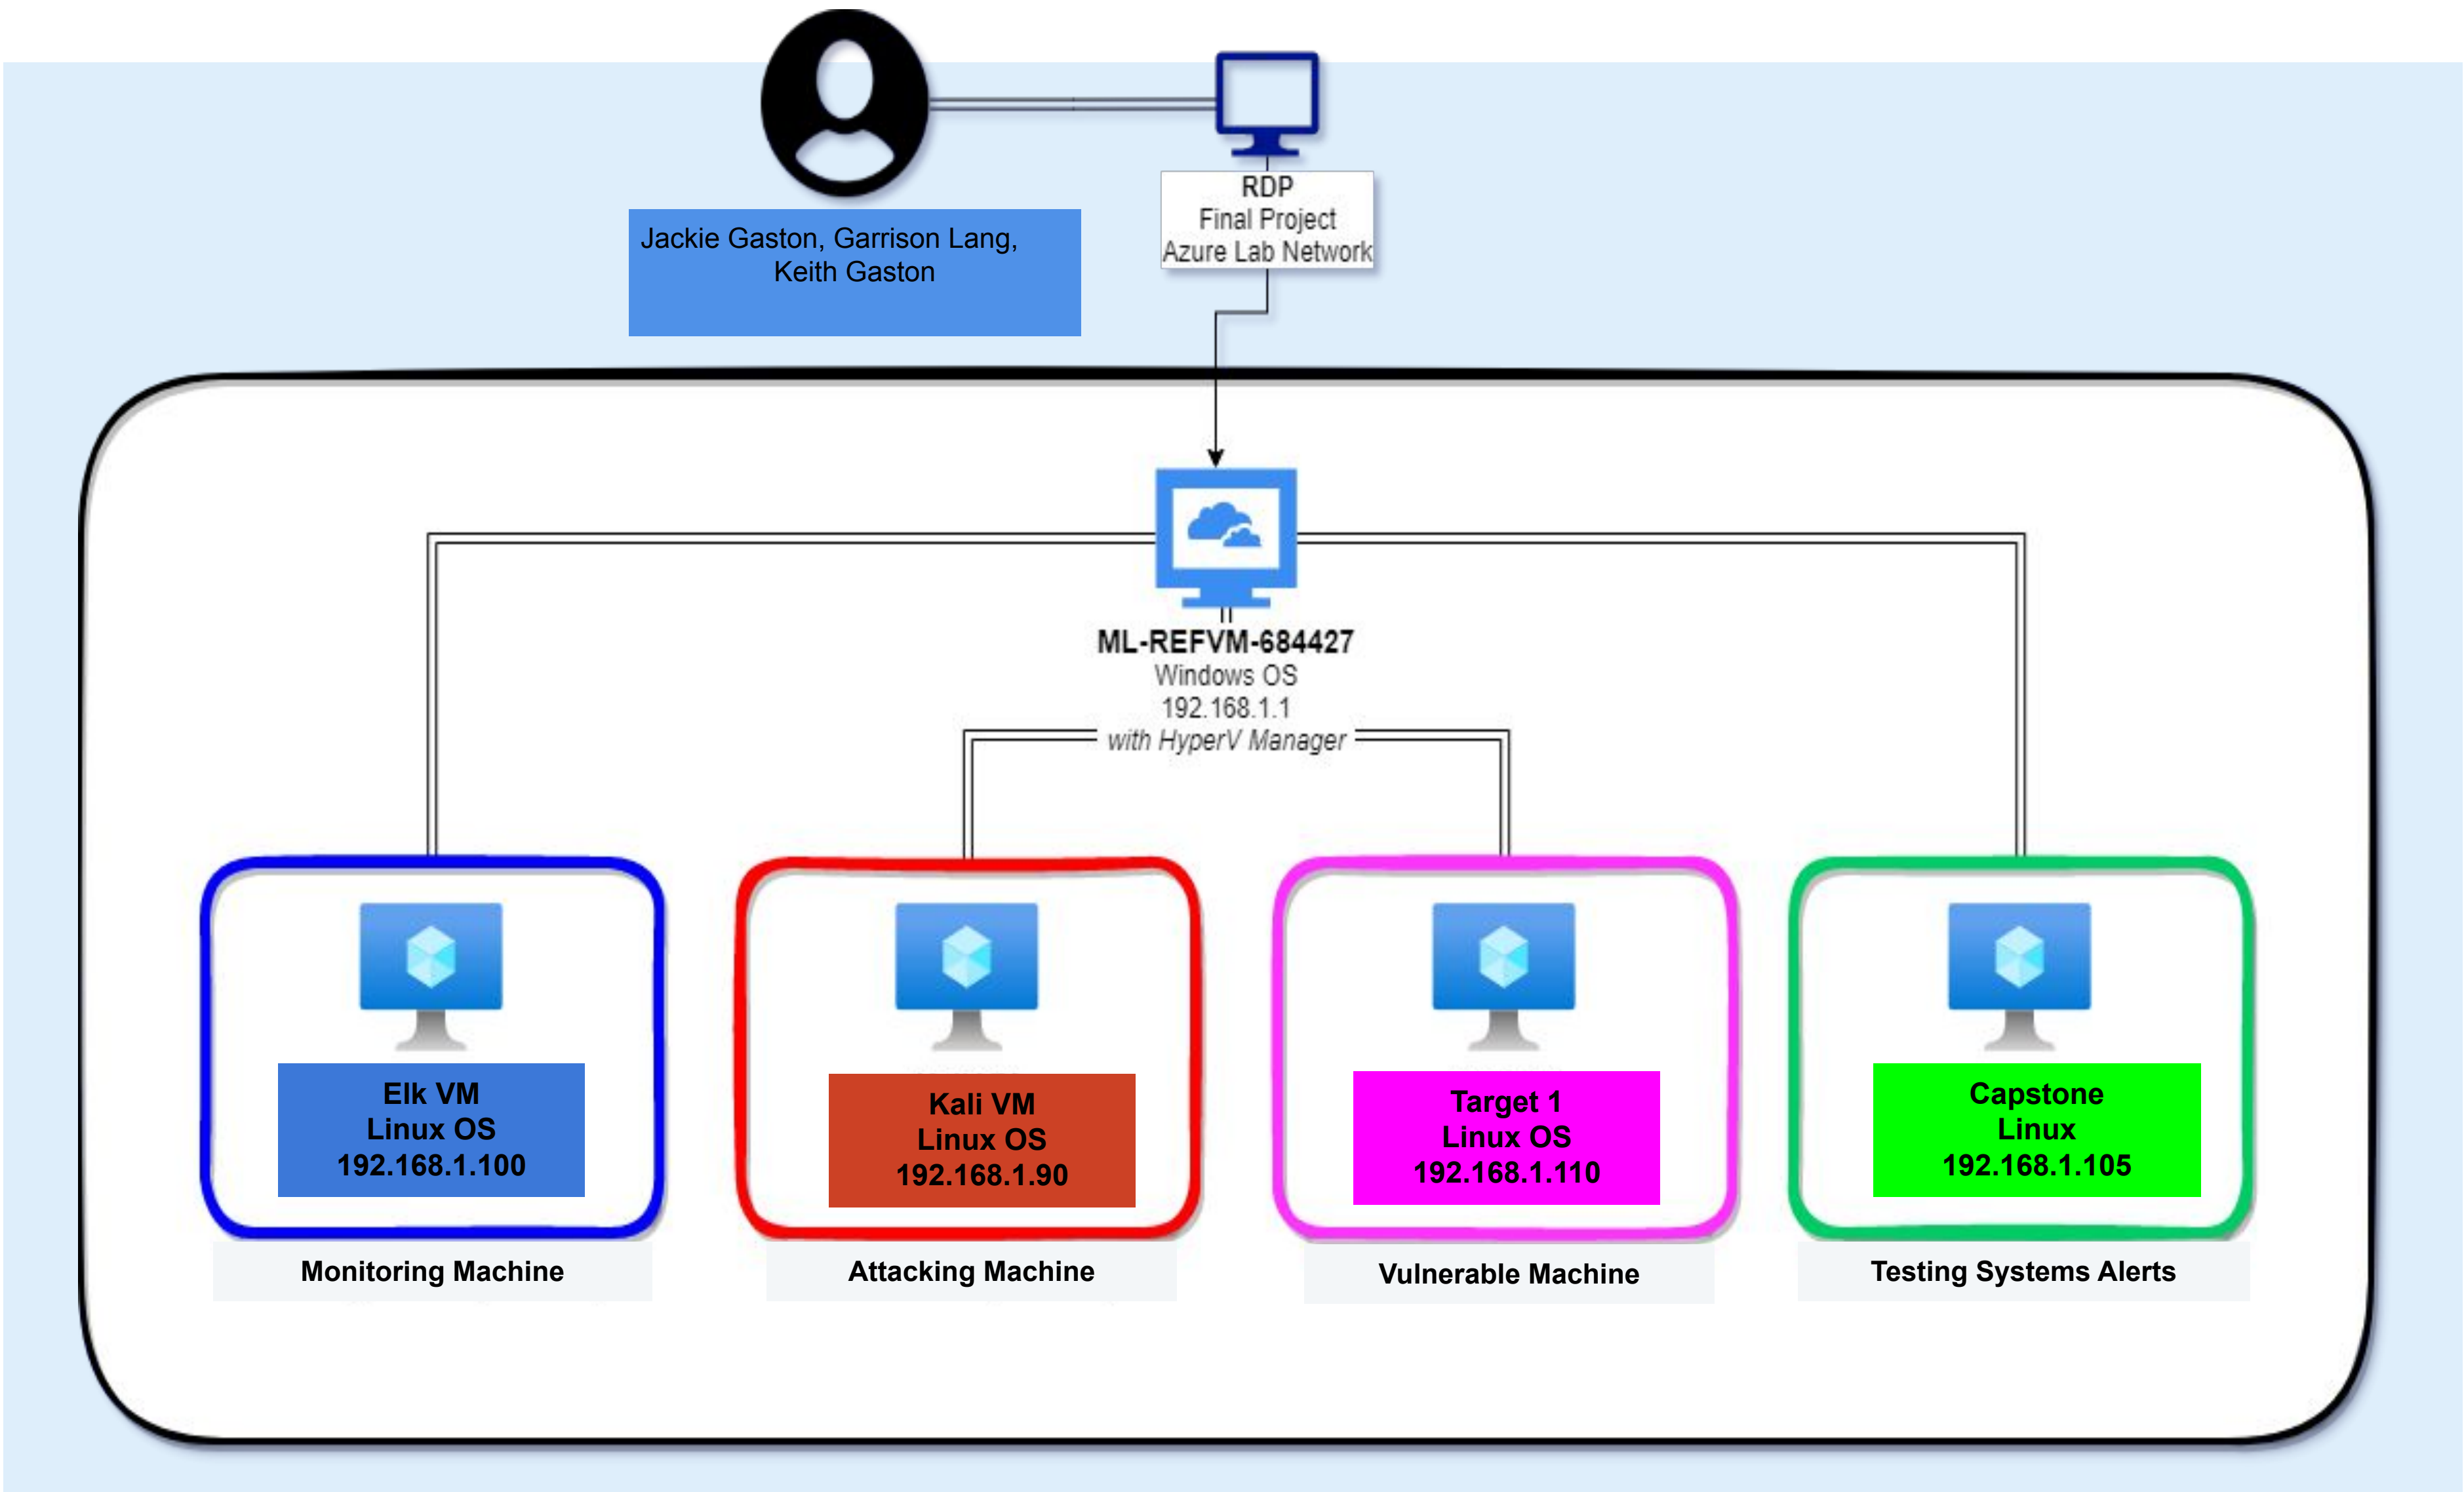 Jackie Gaston, Garrison Lang,
Keith Gaston
RDP
Final Project
Azure Lab Network
ML-REFVM-684427
Windows OS
192.168.1.1
with HyperV Manager
Elk VM
Linux OS
192.168.1.100
Monitoring Machine
Kali VM
Linux OS
192.168.1.90
Attacking Machine
Target 1
Linux OS
192.168.1.110
Vulnerable Machine
Capstone
Linux
192.168.1.105
Testing Systems Alerts